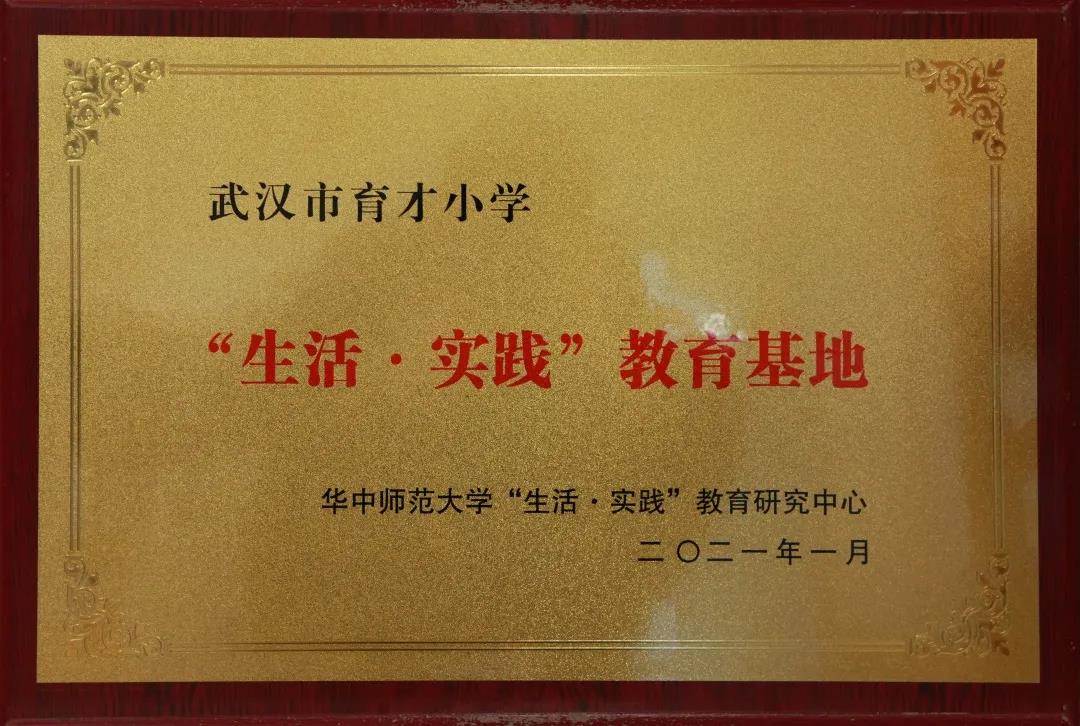 武汉市育才小学
“生活·实践”教育基地
华中师范大学“生活·实践”教育研究中心
二〇二一年一月